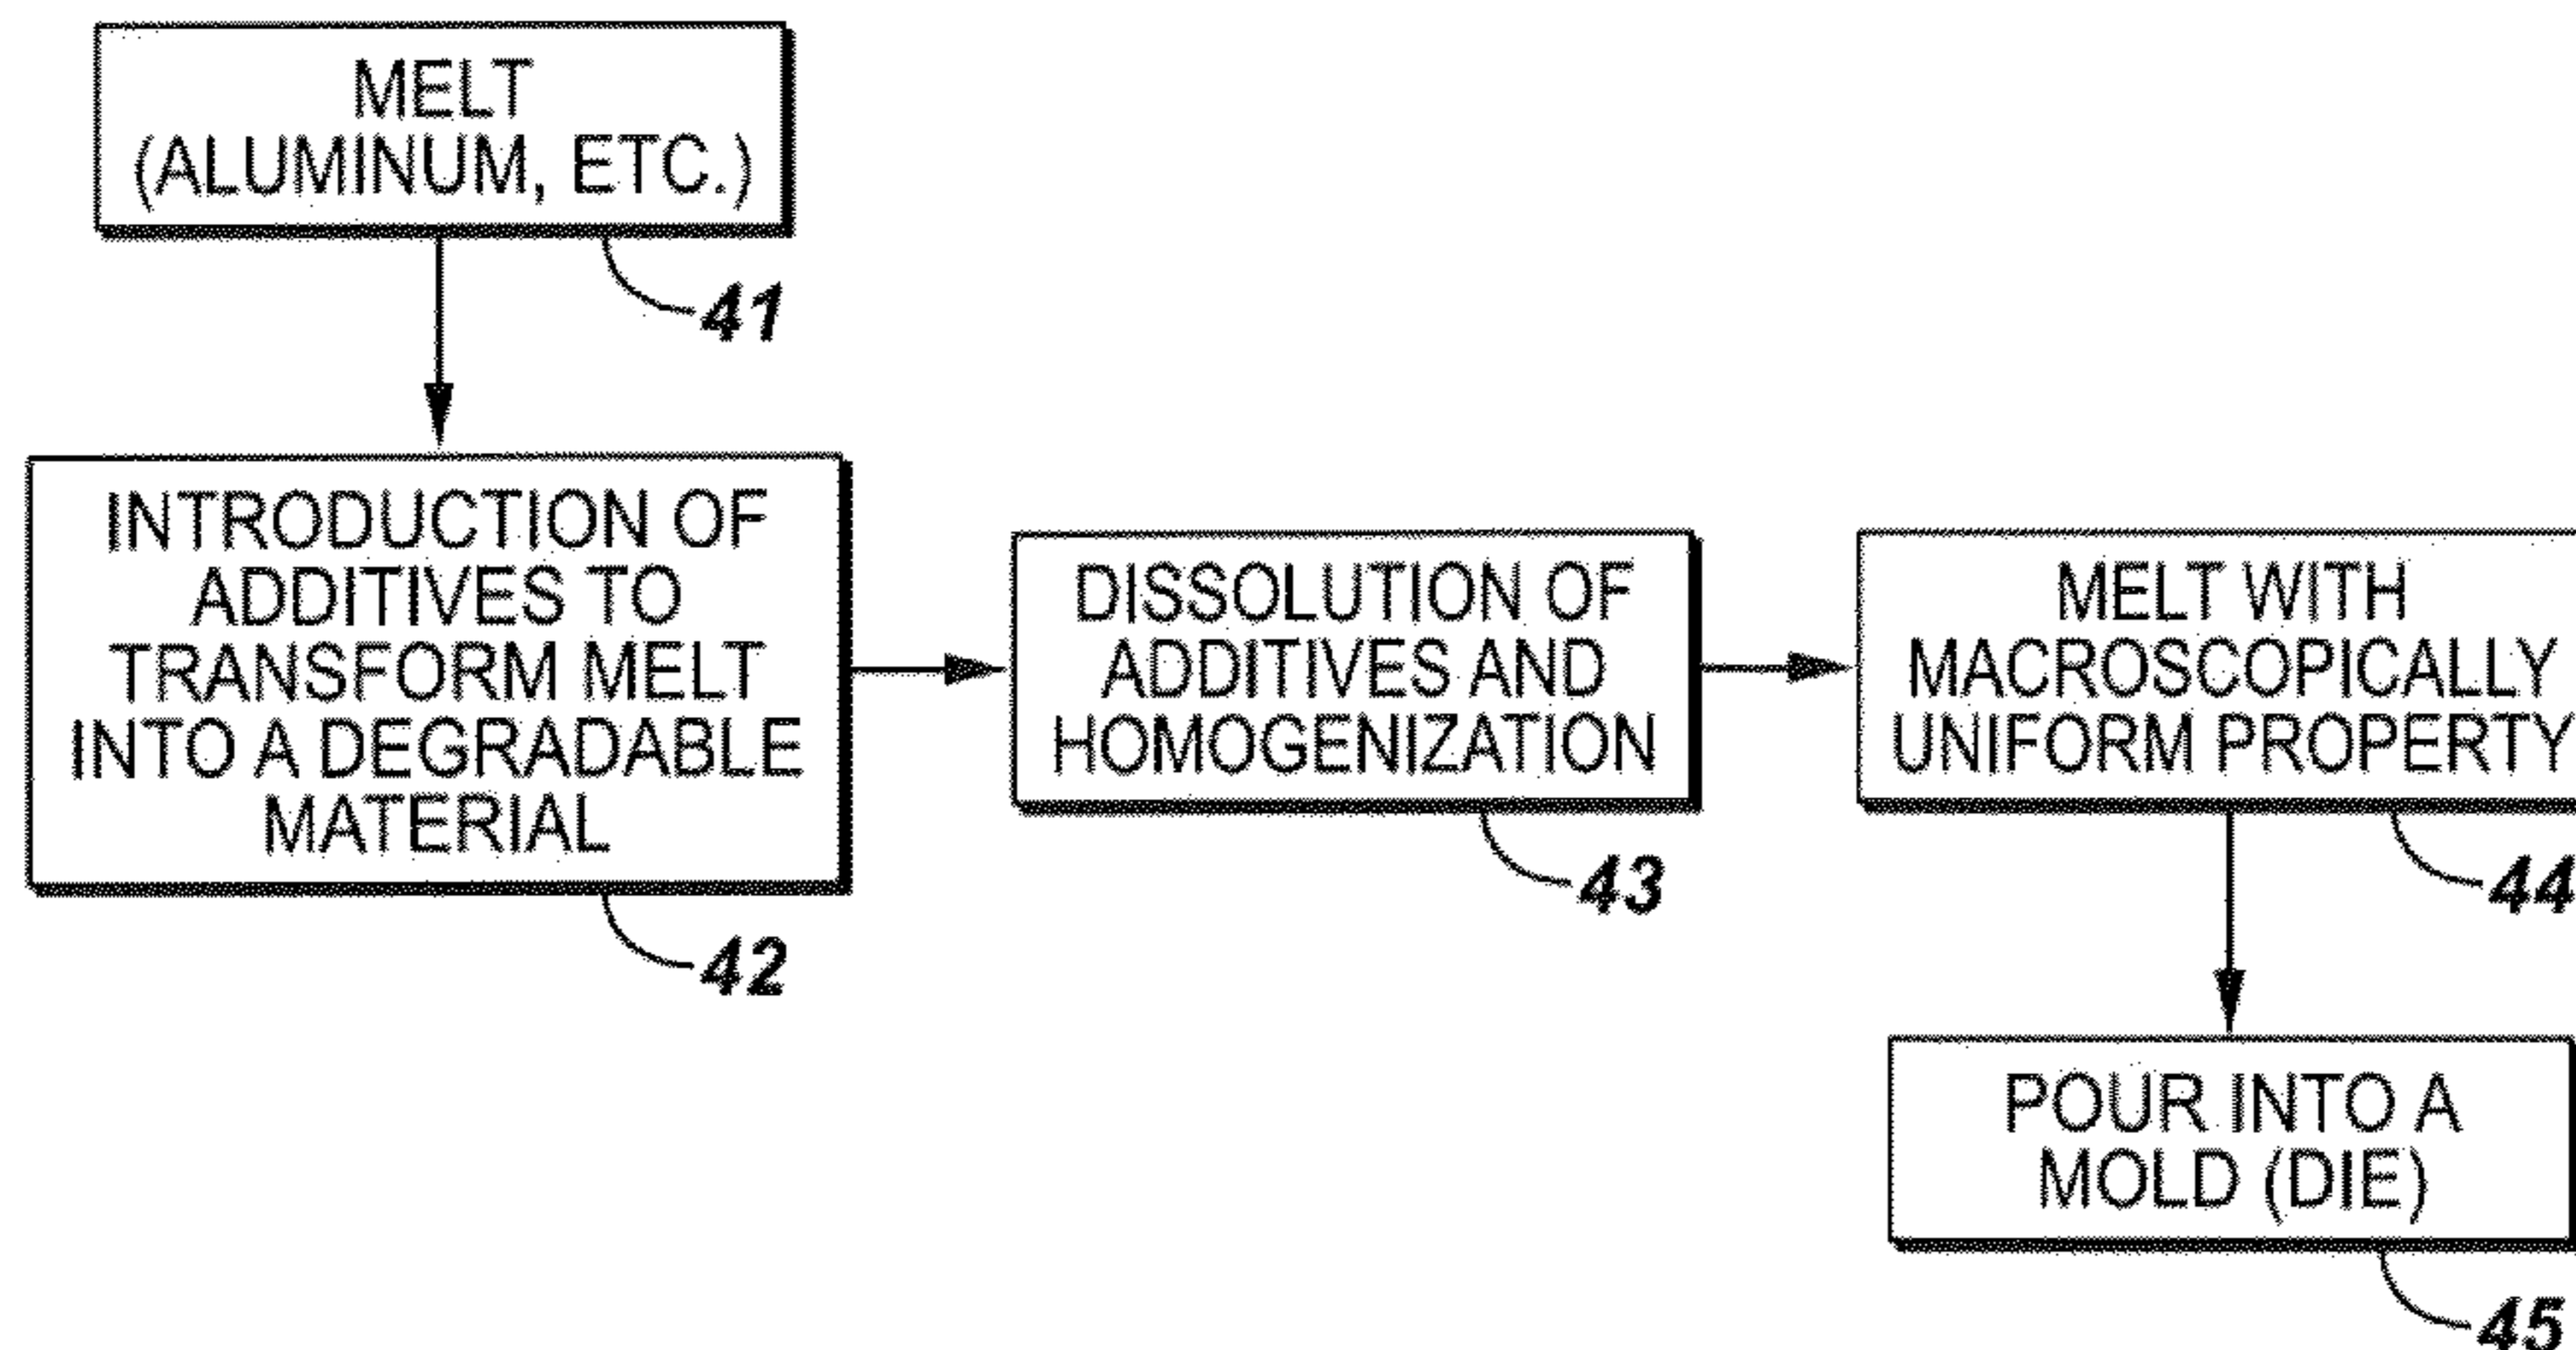 MELT
(ALUMINUM, ETC.)
41
INTRODUCTION OF
ADDITIVES TO
TRANSFORM MELT
INTO A DEGRADABLE
MATERIAL
42
DISSOLUTION OF
ADDITIVES AND
HOMOGENIZATION
43
MELT WITH
MACROSCOPICALLY
UNIFORM PROPERTY
44
POUR INTO A
MOLD (DIE)
45